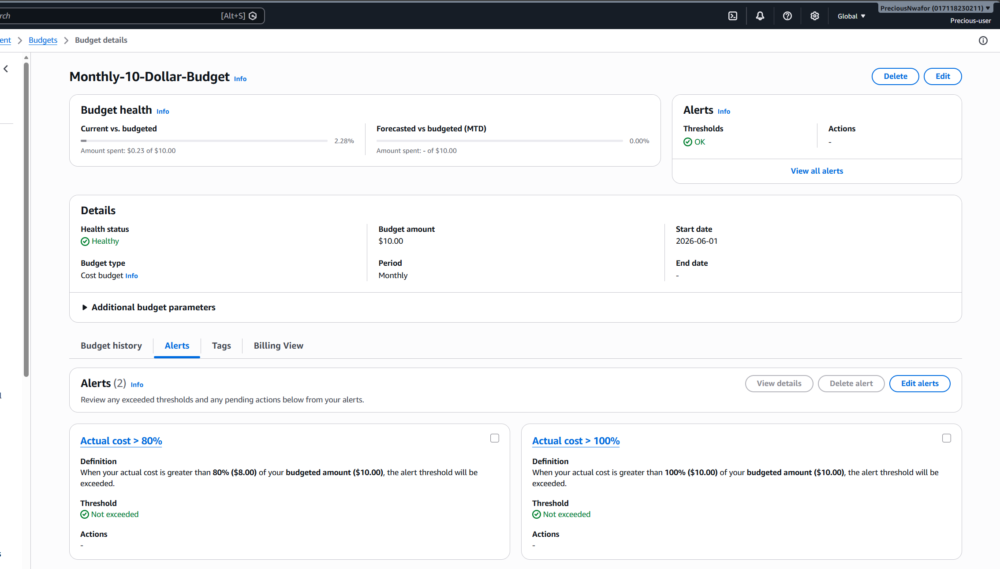 rch [Alt+S]
Global
PreciousNwafor (017118230211)
Precious-user
ent
Budgets
Budget details
Monthly-10-Dollar-Budget Info
Delete
Edit
Budget health Info
Current vs. budgeted
2.28%
Amount spent: $0.23 of $10.00
Forecasted vs budgeted (MTD)
0.00%
Amount spent: - of $10.00
Alerts Info
Thresholds
OK
Actions
-
View all alerts
Details
Health status
Healthy
Budget type
Cost budget Info
Budget amount
$10.00
Period
Monthly
Start date
2026-06-01
End date
-
Additional budget parameters
Budget history
Alerts
Tags
Billing View
Alerts (2) Info
Review any exceeded thresholds and any pending actions below from your alerts.
View details
Delete alert
Edit alerts
Actual cost > 80%
Definition
When your actual cost is greater than 80% ($8.00) of your budgeted amount ($10.00), the alert threshold will be
exceeded.
Threshold
Not exceeded
Actions
-
Actual cost > 100%
Definition
When your actual cost is greater than 100% ($10.00) of your budgeted amount ($10.00), the alert threshold will be
exceeded.
Threshold
Not exceeded
Actions
-